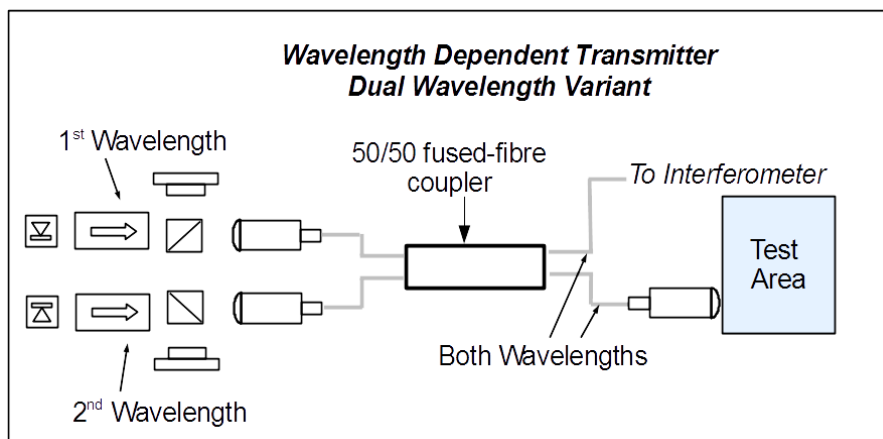 Wavelength Dependent Transmitter
Dual Wavelength Variant
1st Wavelength
50/50 fused-fibre
coupler
To Interferometer
Test
Area
Both Wavelengths
2nd Wavelength